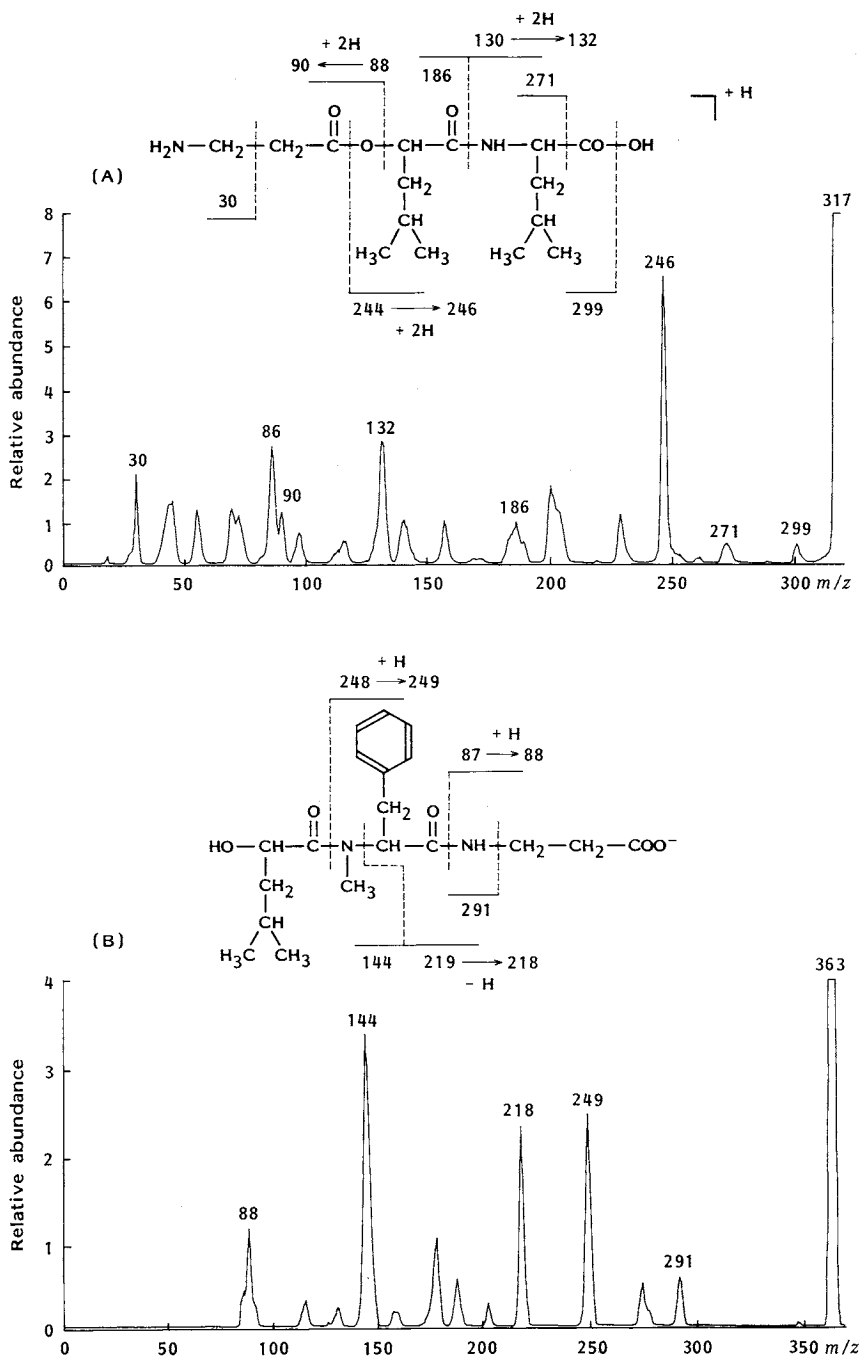 + 2H
90 ← 88
+ 2H
130 → 132
186
271
+ H
H₂N—CH₂—CH₂—C—O—CH—C—NH—CH—CO—OH
O
O
CH₂
CH₂
CH
CH
H₃C CH₃
H₃C CH₃
(A)
30
244 → 246
+ 2H
299
Relative abundance
8
7
6
5
4
3
2
1
0
30
86
90
132
186
246
271
299
317
0 50 100 150 200 250 300 m/z
+ H
248 → 249
+ H
87 → 88
CH₂
O
O
HO—CH—C—N—CH—C—NH—CH₂—CH₂—COO⁻
CH₂
CH₃
CH
H₃C CH₃
(B)
291
144
219 → 218
− H
Relative abundance
4
3
2
1
0
88
144
218
249
291
363
0 50 100 150 200 250 300 350 m/z